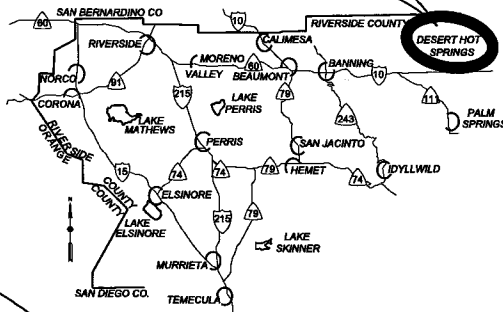 SAN BERNARDINO CO
10
RIVERSIDE COUNTY
60
DESERT HOT
SPRINGS
RIVERSIDE
CALIMESA
MORENO
VALLEY
60
BEAUMONT
BANNING
10
NORCO
91
CORONA
215
79
111
LAKE
MATHEWS
LAKE
PERRIS
243
PALM
SPRINGS
RIVERSIDE
ORANGE
PERRIS
SAN JACINTO
15
74
74
79
HEMET
74
IDYLLWILD
COUNTY
COUNTY
ELSINORE
LAKE
ELSINORE
215
79
LAKE
SKINNER
MURRIETA
SAN DIEGO CO.
TEMECULA